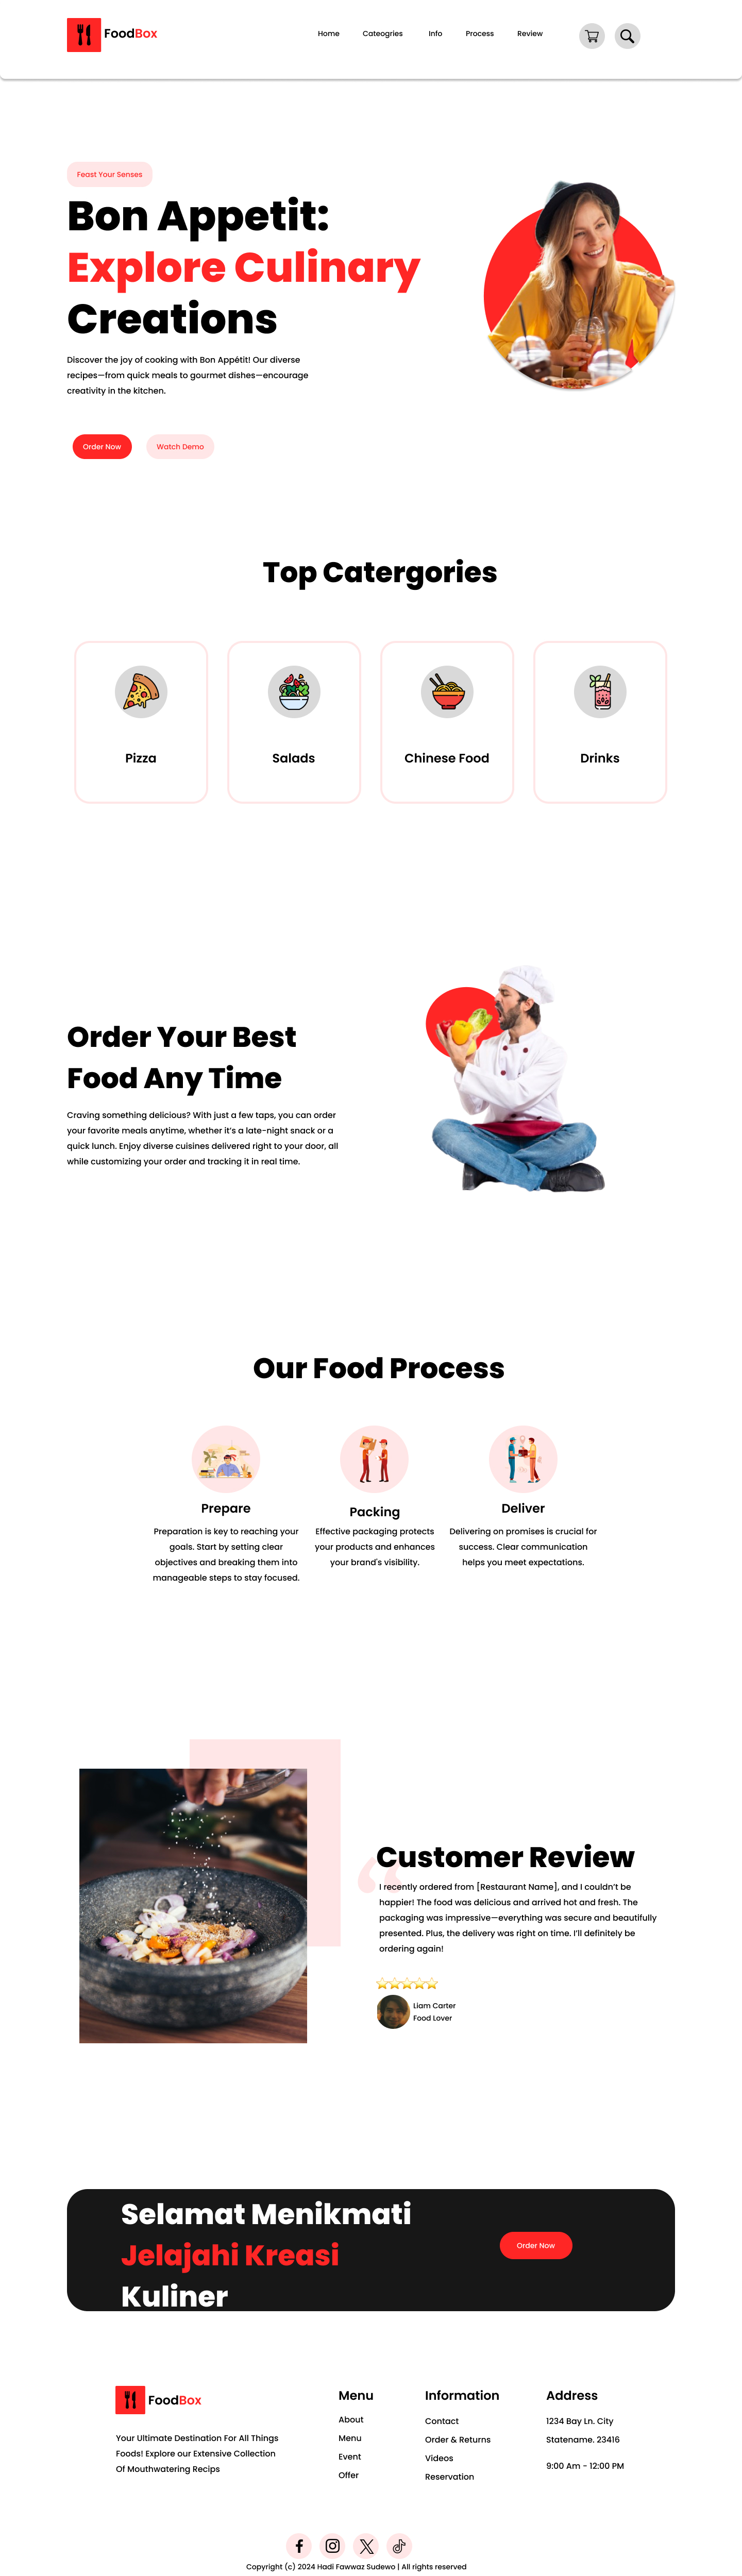 FoodBox
Home Cateogries Info Process Review
Feast Your Senses
Bon Appetit:
Explore Culinary
Creations
Discover the joy of cooking with Bon Appétit! Our diverse
recipes—from quick meals to gourmet dishes—encourage
creativity in the kitchen.
Order Now Watch Demo
Top Catergories
Pizza Salads Chinese Food Drinks
Order Your Best
Food Any Time
Craving something delicious? With just a few taps, you can order
your favorite meals anytime, whether it's a late-night snack or a
quick lunch. Enjoy diverse cuisines delivered right to your door, all
while customizing your order and tracking it in real time.
Our Food Process
Prepare
Preparation is key to reaching your
goals. Start by setting clear
objectives and breaking them into
manageable steps to stay focused.
Packing
Effective packaging protects
your products and enhances
your brand's visibility.
Deliver
Delivering on promises is crucial for
success. Clear communication
helps you meet expectations.
“
Customer Review
I recently ordered from [Restaurant Name], and I couldn't be
happier! The food was delicious and arrived hot and fresh. The
packaging was impressive—everything was secure and beautifully
presented. Plus, the delivery was right on time. I'll definitely be
ordering again!
Liam Carter
Food Lover
Selamat Menikmati
Jelajahi Kreasi
Kuliner
Order Now
FoodBox
Your Ultimate Destination For All Things
Foods! Explore our Extensive Collection
Of Mouthwatering Recips
Menu
About
Menu
Event
Offer
Information
Contact
Order & Returns
Videos
Reservation
Address
1234 Bay Ln. City
Statename. 23416
9:00 Am - 12:00 PM
Copyright (c) 2024 Hadi Fawwaz Sudewo | All rights reserved